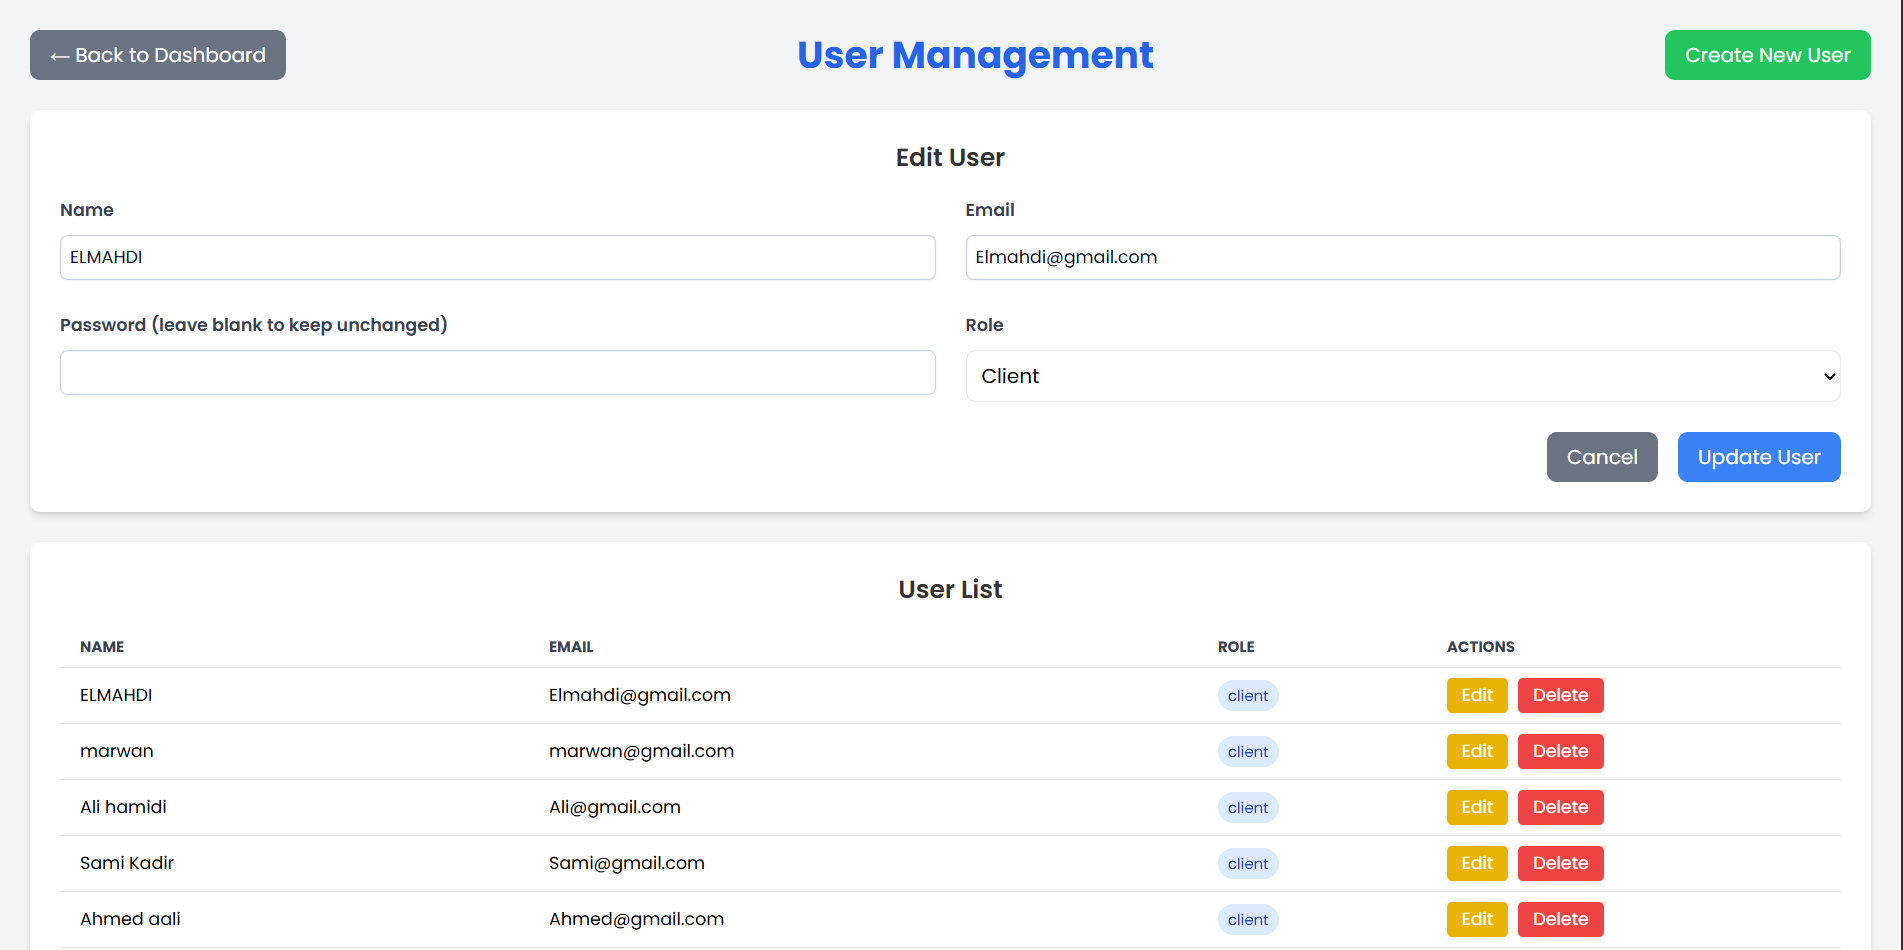 ← Back to Dashboard
User Management
Create New User
Edit User
Name
Email
ELMAHDI
Elmahdi@gmail.com
Password (leave blank to keep unchanged)
Role
Client
Cancel
Update User
User List
NAME EMAIL ROLE ACTIONS
ELMAHDI Elmahdi@gmail.com client Edit Delete
marwan marwan@gmail.com client Edit Delete
Ali hamidi Ali@gmail.com client Edit Delete
Sami Kadir Sami@gmail.com client Edit Delete
Ahmed aali Ahmed@gmail.com client Edit Delete